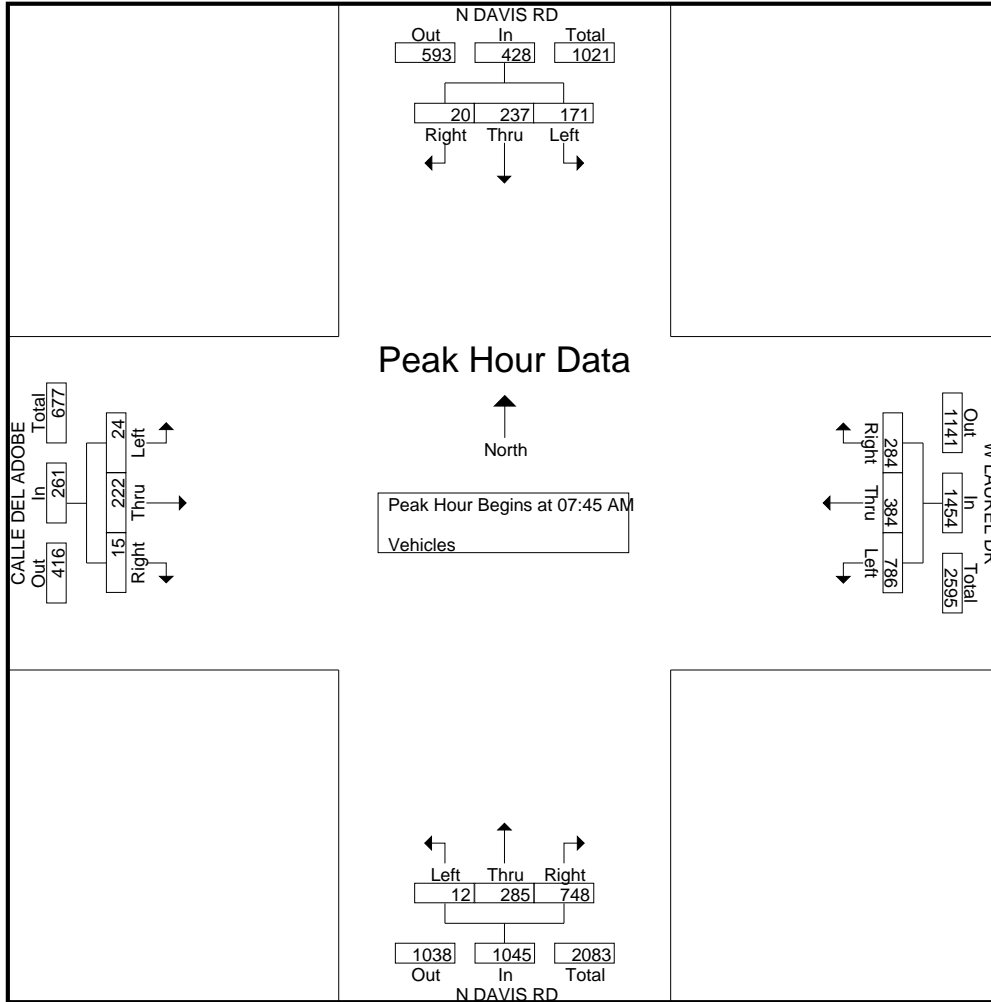 N DAVIS RD
Out In Total
593 428 1021
20 237 171
Right Thru Left
Peak Hour Data
North
Peak Hour Begins at 07:45 AM
Vehicles
CALLE DEL ADOBE
Out In Total
416 261 677
Right Thru Left
15 222 24
W LAUREL DR
Out In Total
1141 1454 2595
Right Thru Left
284 384 786
Left Thru Right
12 285 748
1038 1045 2083
Out In Total
N DAVIS RD